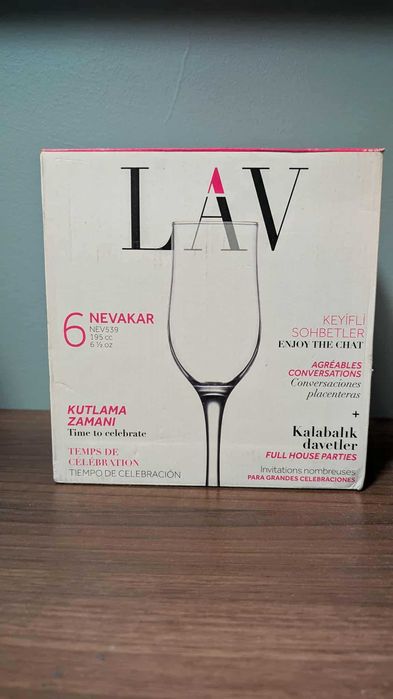 LAV
6 NEVAKAR
NEV539
195 cc
6 ½ oz
KUTLAMA
ZAMANI
Time to celebrate
TEMPS DE
CELEBRATION
TIEMPO DE CELEBRACIÓN
KEYİFLİ
SOHBETLER
ENJOY THE CHAT
AGRÉABLES
CONVERSATIONS
Conversaciones
placenteras
+
Kalabalık
davetler
FULL HOUSE PARTIES
Invitations nombreuses
PARA GRANDES CELEBRACIONES